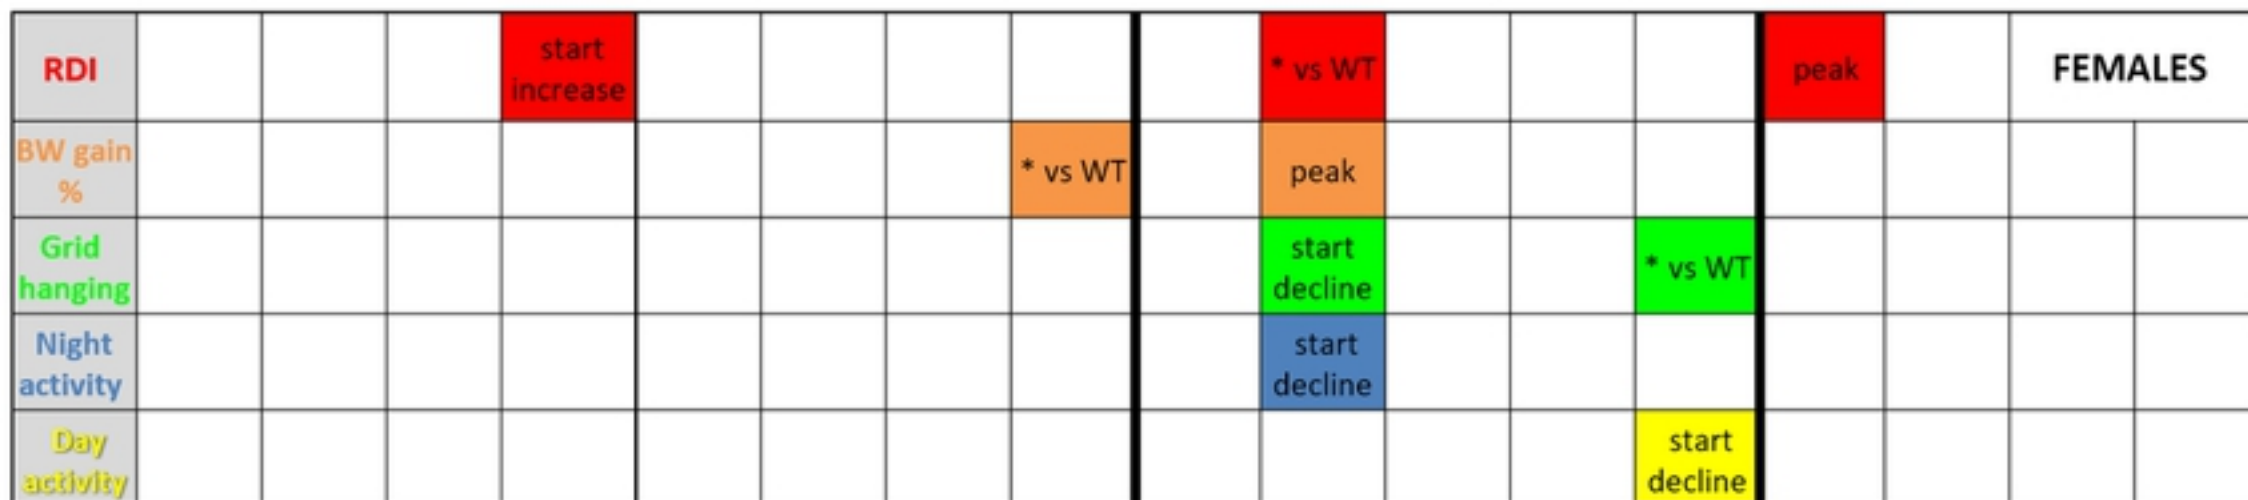 RDI
start
increase
* vs WT
peak
FEMALES
BW gain
%
* vs WT
peak
Grid
hanging
start
decline
* vs WT
Night
activity
start
decline
Day
activity
start
decline